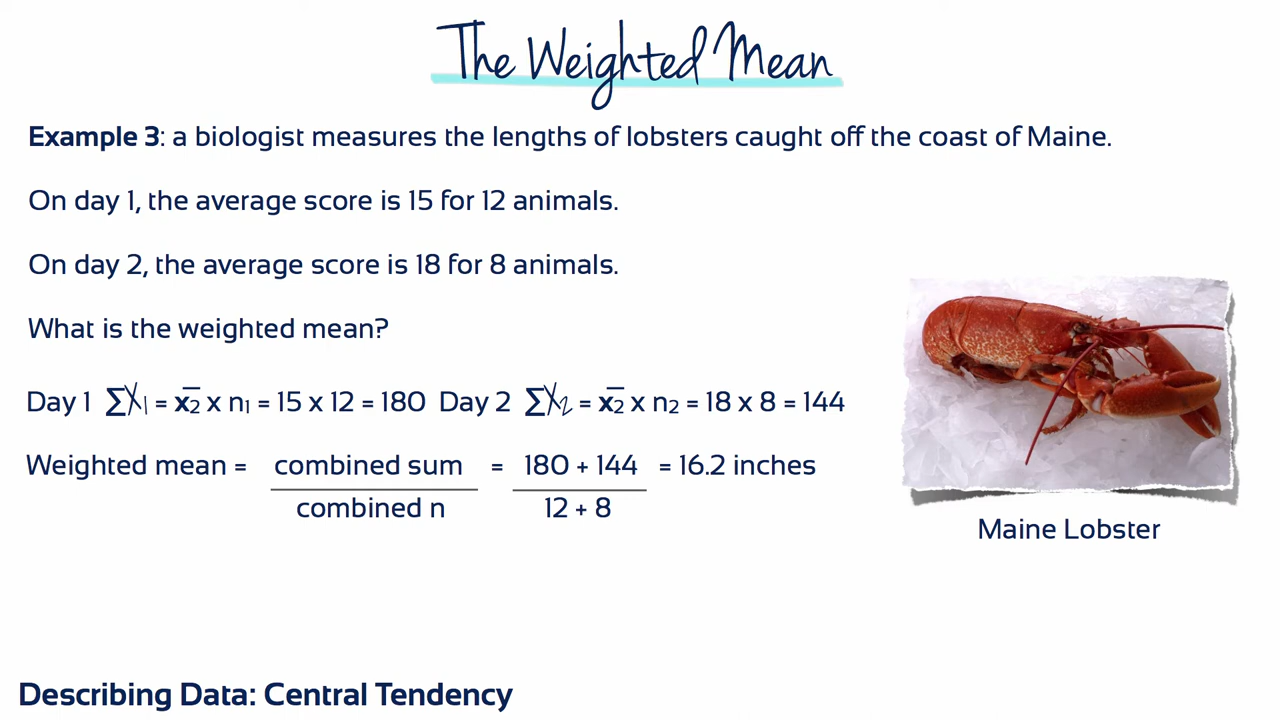 The Weighted Mean
Example 3: a biologist measures the lengths of lobsters caught off the coast of Maine.
On day 1, the average score is 15 for 12 animals.
On day 2, the average score is 18 for 8 animals.
What is the weighted mean?
Day 1 ∑X₁ = x̅₂ x n₁ = 15 x 12 = 180 Day 2 ∑X₂ = x̅₂ x n₂ = 18 x 8 = 144
Weighted mean = combined sum = 180 + 144 = 16.2 inches
combined n 12 + 8
Maine Lobster
Describing Data: Central Tendency